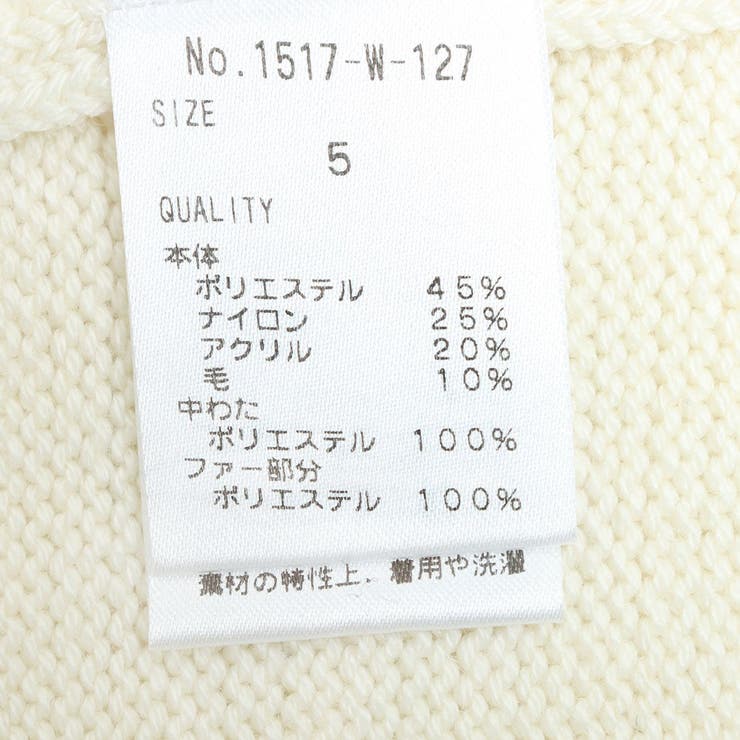 No.1517-W-127
SIZE
5
QUALITY
本体
ポリエステル 45%
ナイロン 25%
アクリル 20%
毛 10%
中わた
ポリエステル 100%
ファー部分
ポリエステル 100%
素材の特性上、着用や洗濯